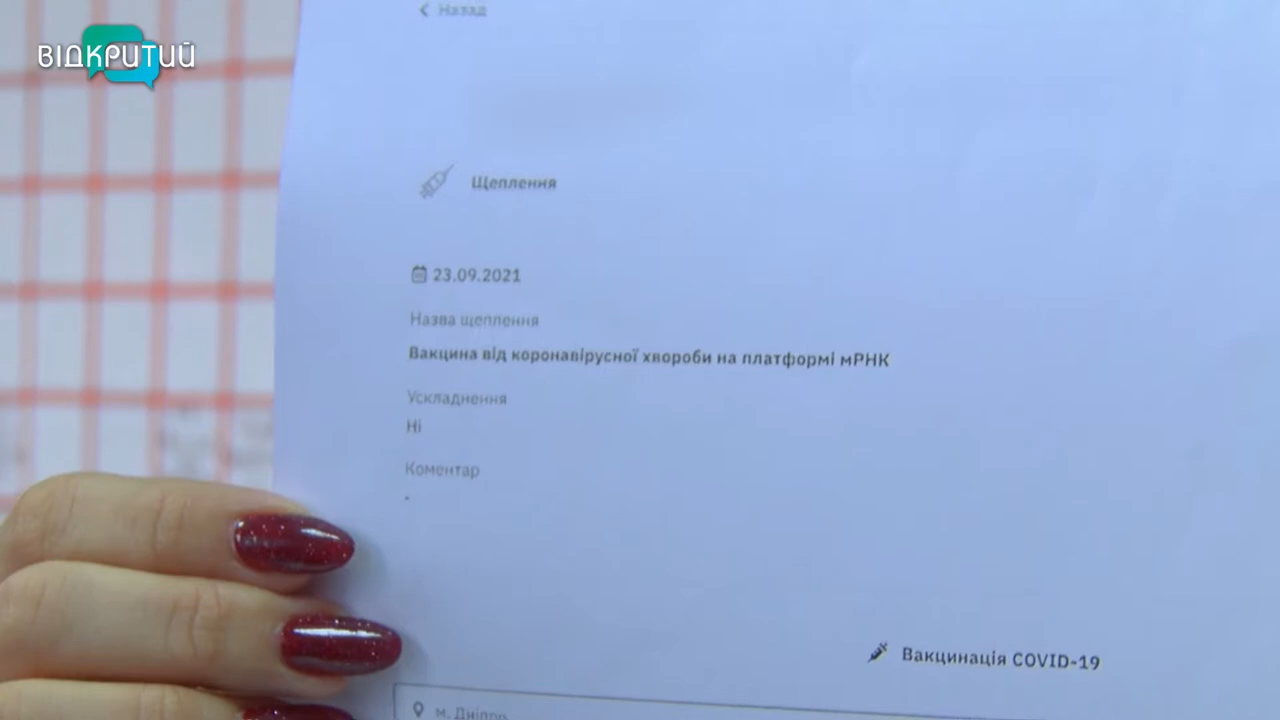 ВІДКРИТИЙ
Назад
Щеплення
23.09.2021
Назва щеплення
Вакцина від коронавірусної хвороби на платформі мРНК
Ускладнення
Ні
Коментар
-
Вакцинація COVID-19
м. Дніпро